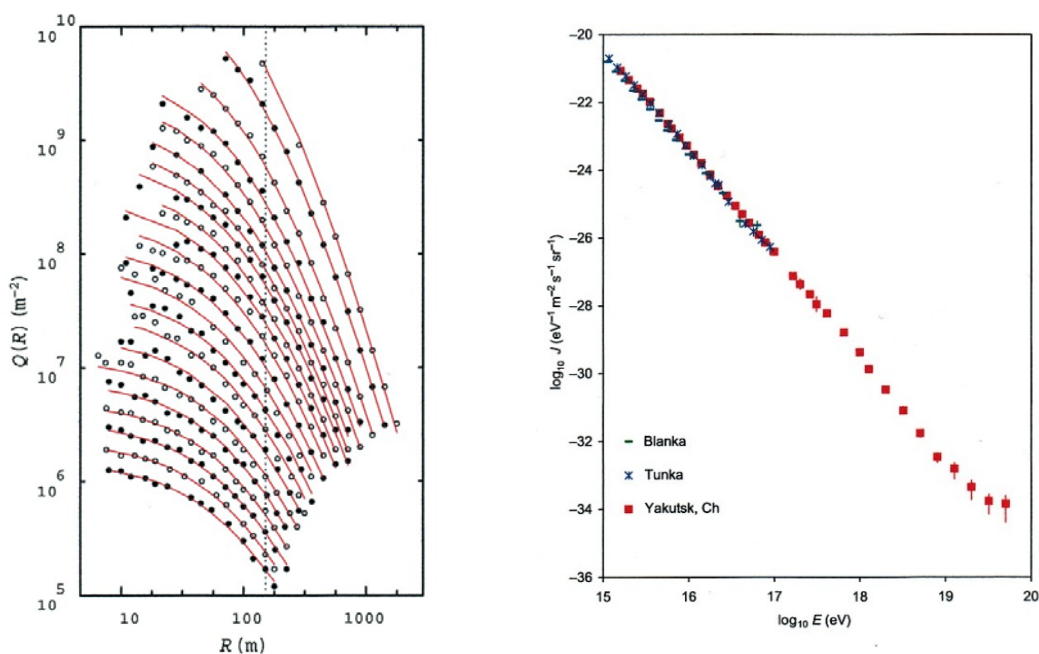 10^10
10^9
10^8
10^7
10^6
10^5
Q(R) (m⁻²)
10 100 1000
R(m)
–20
–22
–24
–26
–28
–30
–32
–34
–36
log₁₀ J (eV⁻¹ m⁻² s⁻¹ sr⁻¹)
Blanka
Tunka
Yakutsk, Ch
15 16 17 18 19 20
log₁₀ E (eV)